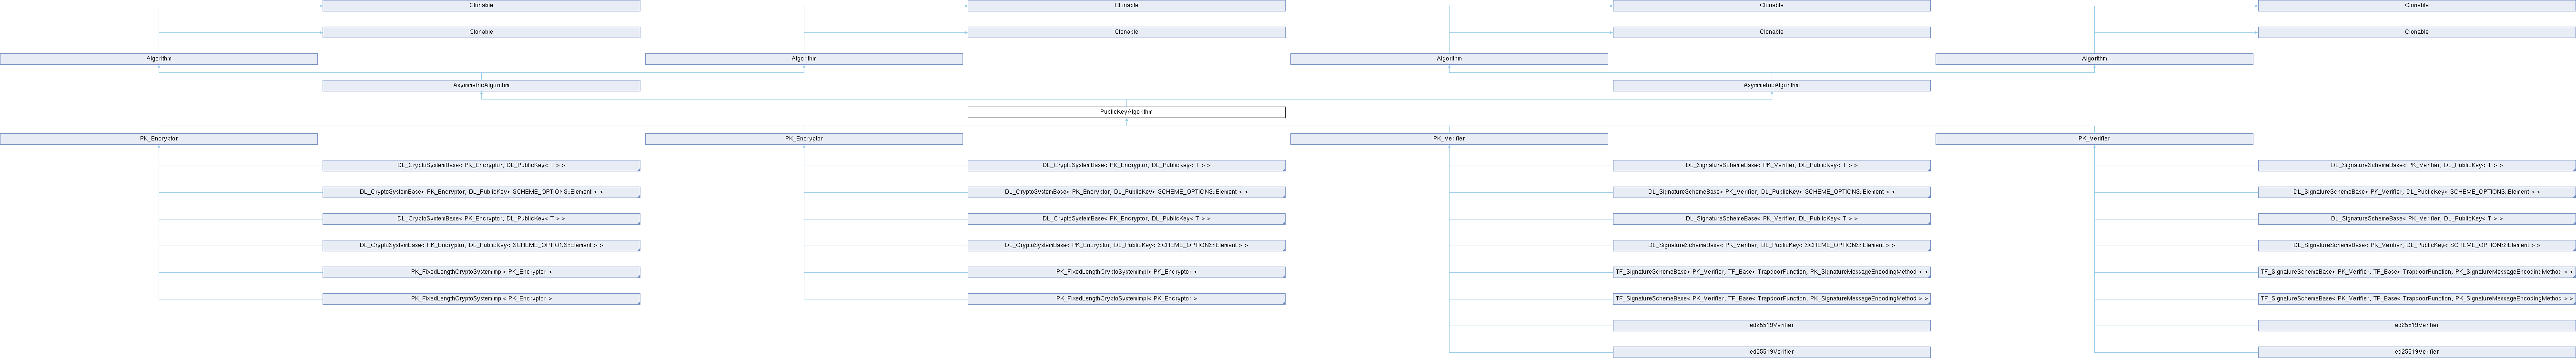 Clonable
Clonable
Clonable
Clonable
Clonable
Clonable
Clonable
Clonable
Algorithm
Algorithm
Algorithm
Algorithm
AsymmetricAlgorithm
AsymmetricAlgorithm
PublicKeyAlgorithm
PK_Encryptor
PK_Encryptor
PK_Verifier
PK_Verifier
DL_CryptoSystemBase< PK_Encryptor, DL_PublicKey< T > >
DL_CryptoSystemBase< PK_Encryptor, DL_PublicKey< T > >
DL_SignatureSchemeBase< PK_Verifier, DL_PublicKey< T > >
DL_SignatureSchemeBase< PK_Verifier, DL_PublicKey< T > >
DL_CryptoSystemBase< PK_Encryptor, DL_PublicKey< SCHEME_OPTIONS::Element > >
DL_CryptoSystemBase< PK_Encryptor, DL_PublicKey< SCHEME_OPTIONS::Element > >
DL_SignatureSchemeBase< PK_Verifier, DL_PublicKey< SCHEME_OPTIONS::Element > >
DL_SignatureSchemeBase< PK_Verifier, DL_PublicKey< SCHEME_OPTIONS::Element > >
DL_CryptoSystemBase< PK_Encryptor, DL_PublicKey< T > >
DL_CryptoSystemBase< PK_Encryptor, DL_PublicKey< T > >
DL_SignatureSchemeBase< PK_Verifier, DL_PublicKey< T > >
DL_SignatureSchemeBase< PK_Verifier, DL_PublicKey< T > >
DL_CryptoSystemBase< PK_Encryptor, DL_PublicKey< SCHEME_OPTIONS::Element > >
DL_CryptoSystemBase< PK_Encryptor, DL_PublicKey< SCHEME_OPTIONS::Element > >
DL_SignatureSchemeBase< PK_Verifier, DL_PublicKey< SCHEME_OPTIONS::Element > >
DL_SignatureSchemeBase< PK_Verifier, DL_PublicKey< SCHEME_OPTIONS::Element > >
PK_FixedLengthCryptoSystemImpl< PK_Encryptor >
PK_FixedLengthCryptoSystemImpl< PK_Encryptor >
TF_SignatureSchemeBase< PK_Verifier, TF_Base< TrapdoorFunction, PK_SignatureMessageEncodingMethod > >
TF_SignatureSchemeBase< PK_Verifier, TF_Base< TrapdoorFunction, PK_SignatureMessageEncodingMethod > >
PK_FixedLengthCryptoSystemImpl< PK_Encryptor >
PK_FixedLengthCryptoSystemImpl< PK_Encryptor >
TF_SignatureSchemeBase< PK_Verifier, TF_Base< TrapdoorFunction, PK_SignatureMessageEncodingMethod > >
TF_SignatureSchemeBase< PK_Verifier, TF_Base< TrapdoorFunction, PK_SignatureMessageEncodingMethod > >
ed25519Verifier
ed25519Verifier
ed25519Verifier
ed25519Verifier